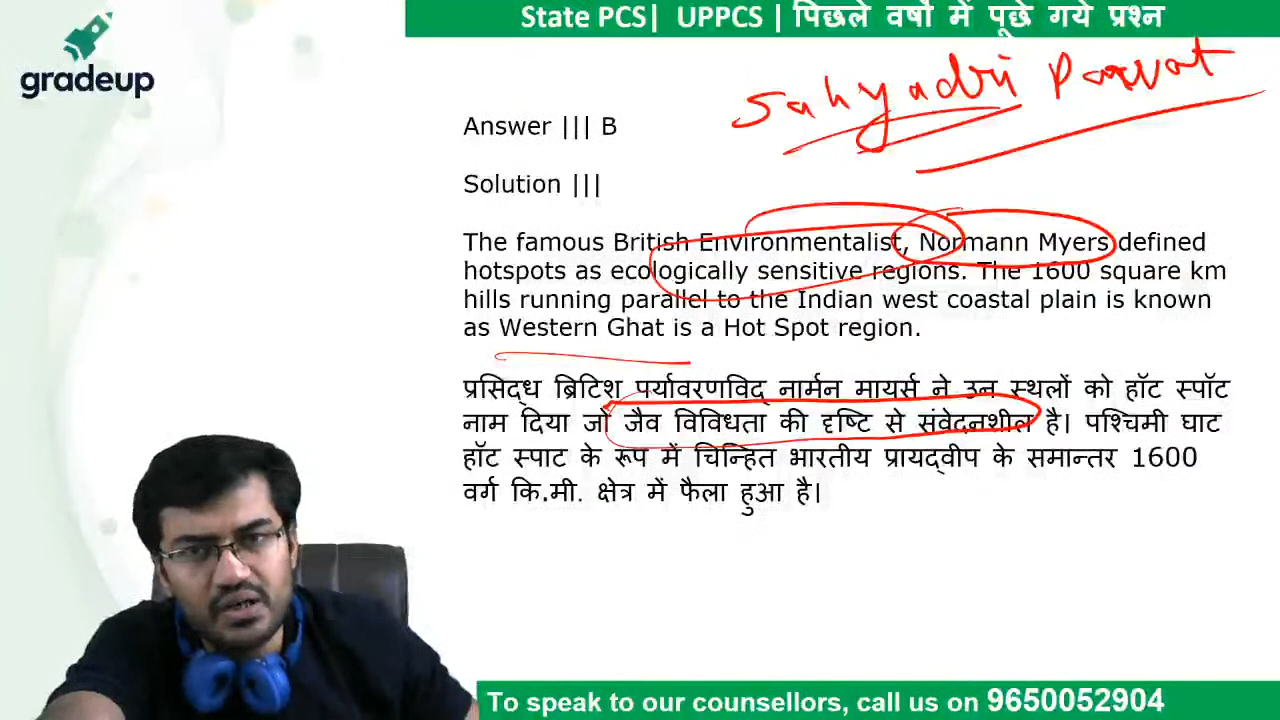 State PCS| UPPCS | पिछले वर्षो में पूछे गये प्रश्न
gradeup
Sahyadri Parvat
Answer ||| B
Solution |||
The famous British Environmentalist, Normann Myers defined
hotspots as ecologically sensitive regions. The 1600 square km
hills running parallel to the Indian west coastal plain is known
as Western Ghat is a Hot Spot region.
प्रसिद्ध ब्रिटिश पर्यावरणविद् नार्मन मायर्स ने उन स्थलों को हॉट स्पॉट
नाम दिया जो जैव विविधता की दृष्टि से संवेदनशील है। पश्चिमी घाट
हॉट स्पाट के रूप में चिन्हित भारतीय प्रायद्वीप के समान्तर 1600
वर्ग कि.मी. क्षेत्र में फैला हुआ है।
To speak to our counsellors, call us on 9650052904